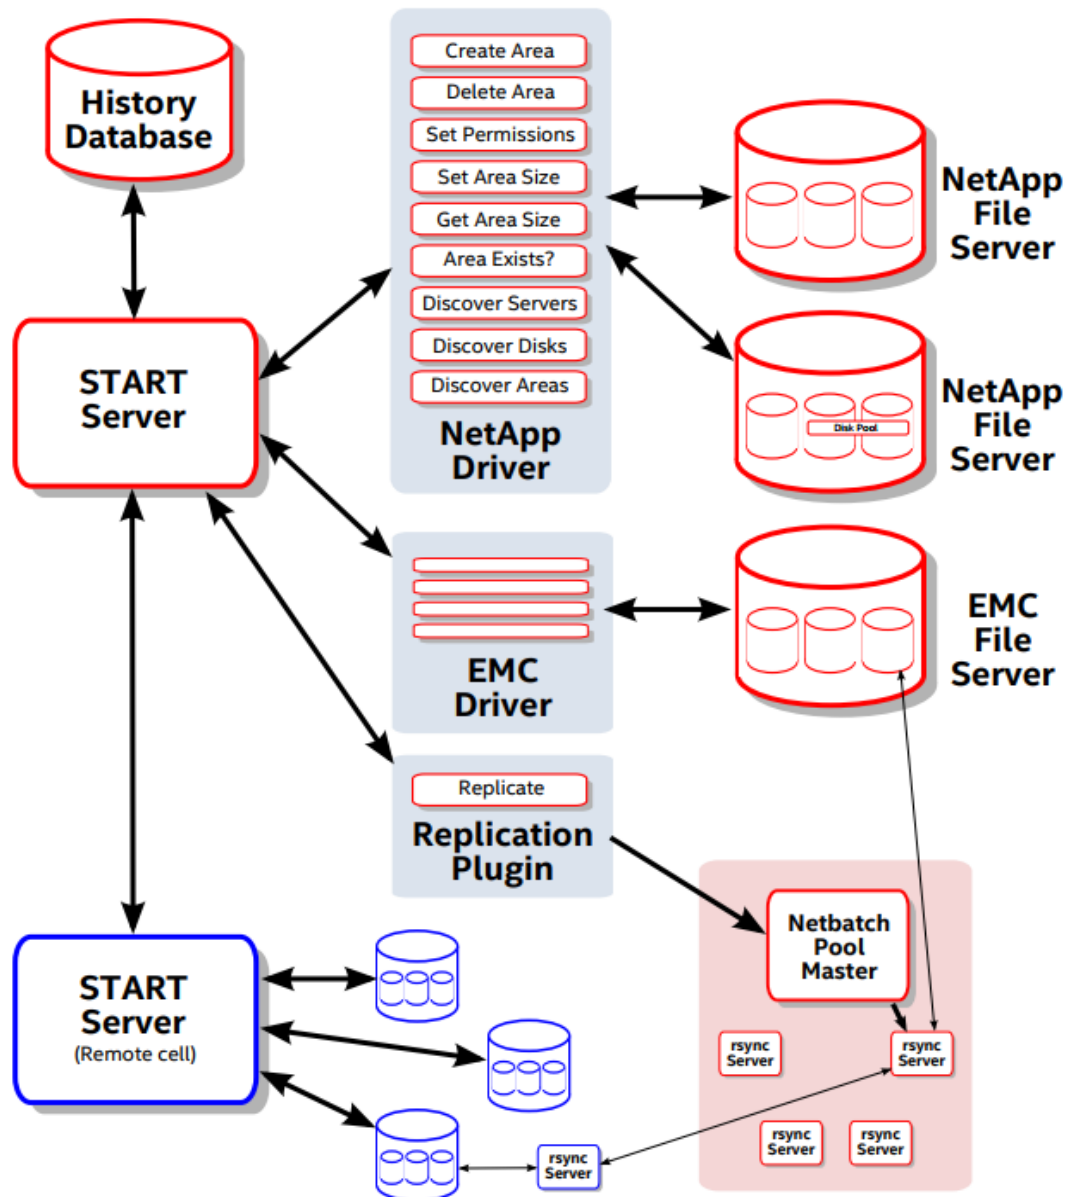 History
Database
START
Server
Create Area
Delete Area
Set Permissions
Set Area Size
Get Area Size
Area Exists?
Discover Servers
Discover Disks
Discover Areas
NetApp
Driver
NetApp
File
Server
Disk Pool
NetApp
File
Server
EMC
Driver
EMC
File
Server
Replicate
Replication
Plugin
Netbatch
Pool
Master
rsync
Server
rsync
Server
rsync
Server
rsync
Server
START
Server
(Remote cell)
rsync
Server